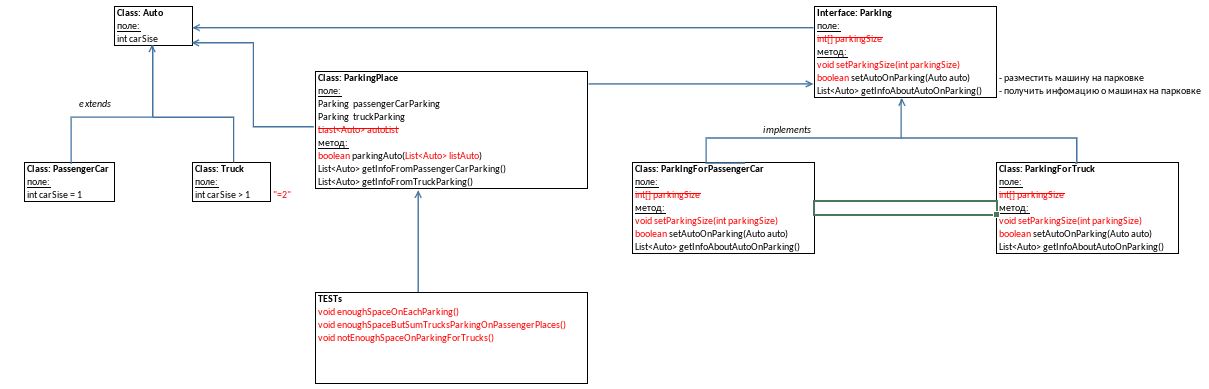 Class: Auto
поле:
int carSise
extends
Class: PassengerCar
поле:
int carSise = 1
Class: Truck
поле:
int carSise > 1
"=2"
Class: ParkingPlace
поле:
Parking passengerCarParking
Parking truckParking
Liast<Auto> autoList
метод:
boolean parkingAuto(List<Auto> listAuto)
List<Auto> getInfoFromPassengerCarParking()
List<Auto> getInfoFromTruckParking()
TESTs
void enoughSpaceOnEachParking()
void enoughSpaceButSumTrucksParkingOnPassengerPlaces()
void notEnoughSpaceOnParkingForTrucks()
Interface: Parking
поле:
int[] parkingSize
метод:
void setParkingSize(int parkingSize)
boolean setAutoOnParking(Auto auto)
List<Auto> getInfoAboutAutoOnParking()
- разместить машину на парковке
- получить инфомацию о машинах на парковке
implements
Class: ParkingForPassengerCar
поле:
int[] parkingSize
метод:
void setParkingSize(int parkingSize)
boolean setAutoOnParking(Auto auto)
List<Auto> getInfoAboutAutoOnParking()
Class: ParkingForTruck
поле:
int[] parkingSize
метод:
void setParkingSize(int parkingSize)
boolean setAutoOnParking(Auto auto)
List<Auto> getInfoAboutAutoOnParking()